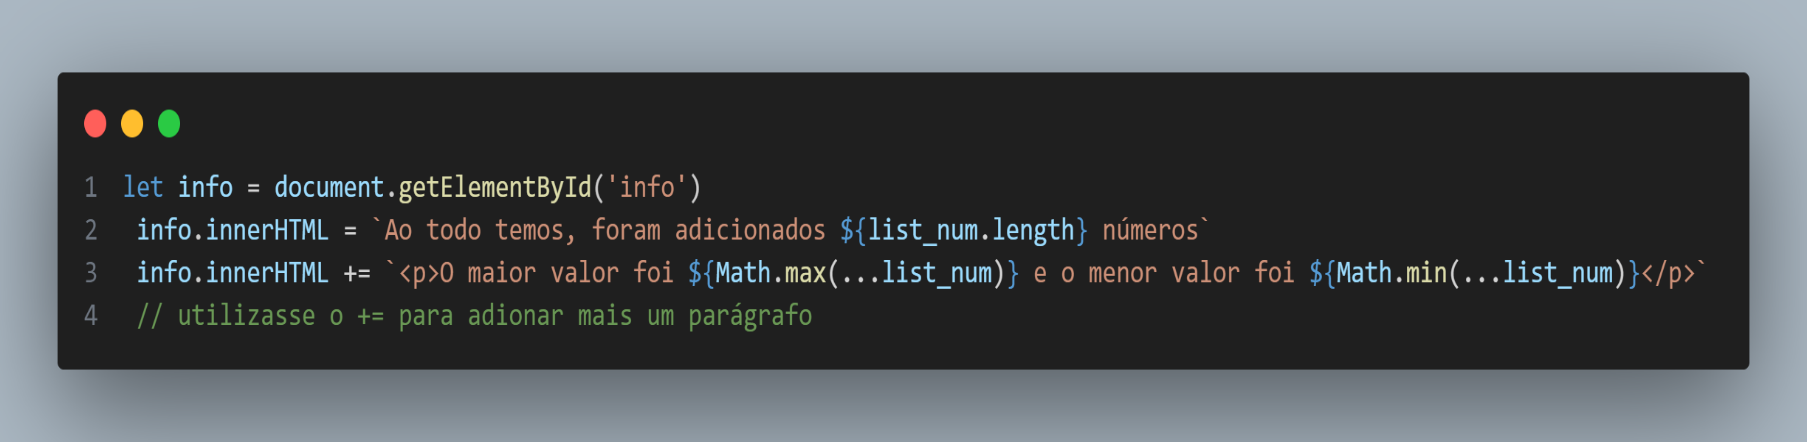 1 let info = document.getElementById('info')
2 info.innerHTML = `Ao todo temos, foram adicionados ${list_num.length} números`
3 info.innerHTML += `<p>O maior valor foi ${Math.max(...list_num)} e o menor valor foi ${Math.min(...list_num)}</p>`
4 // utilizasse o += para adionar mais um parágrafo